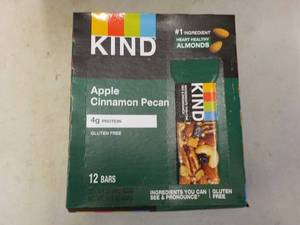 KIND
#1 INGREDIENT
HEART HEALTHY
ALMONDS
Apple
Cinnamon Pecan
4g PROTEIN
GLUTEN FREE
KIND
12 BARS
INGREDIENTS YOU CAN
SEE & PRONOUNCE®
GLUTEN
FREE